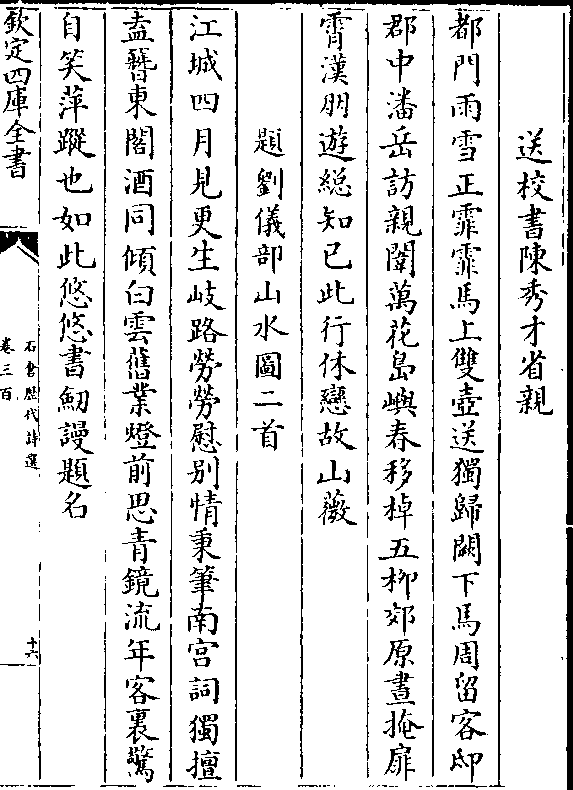 送校書陳秀才省親
都門雨雪正霏霏馬上雙壺送獨歸闕下馬周留客邸
郡中潘岳訪親闈萬花島嶼春移棹五柳郊原晝掩扉
霄漢朋遊總知已此行休戀故山薇
題劉儀部山水圖二首
江城四月見更生岐路勞勞慰别情秉筆南宫詞獨擅
盍簪東閣酒同傾白雲舊業燈前思青鏡流年客裏驚
自笑萍蹤也如此悠悠書劒謾題名
欽定四庫全書
石倉歷代詩選
卷三百
十六